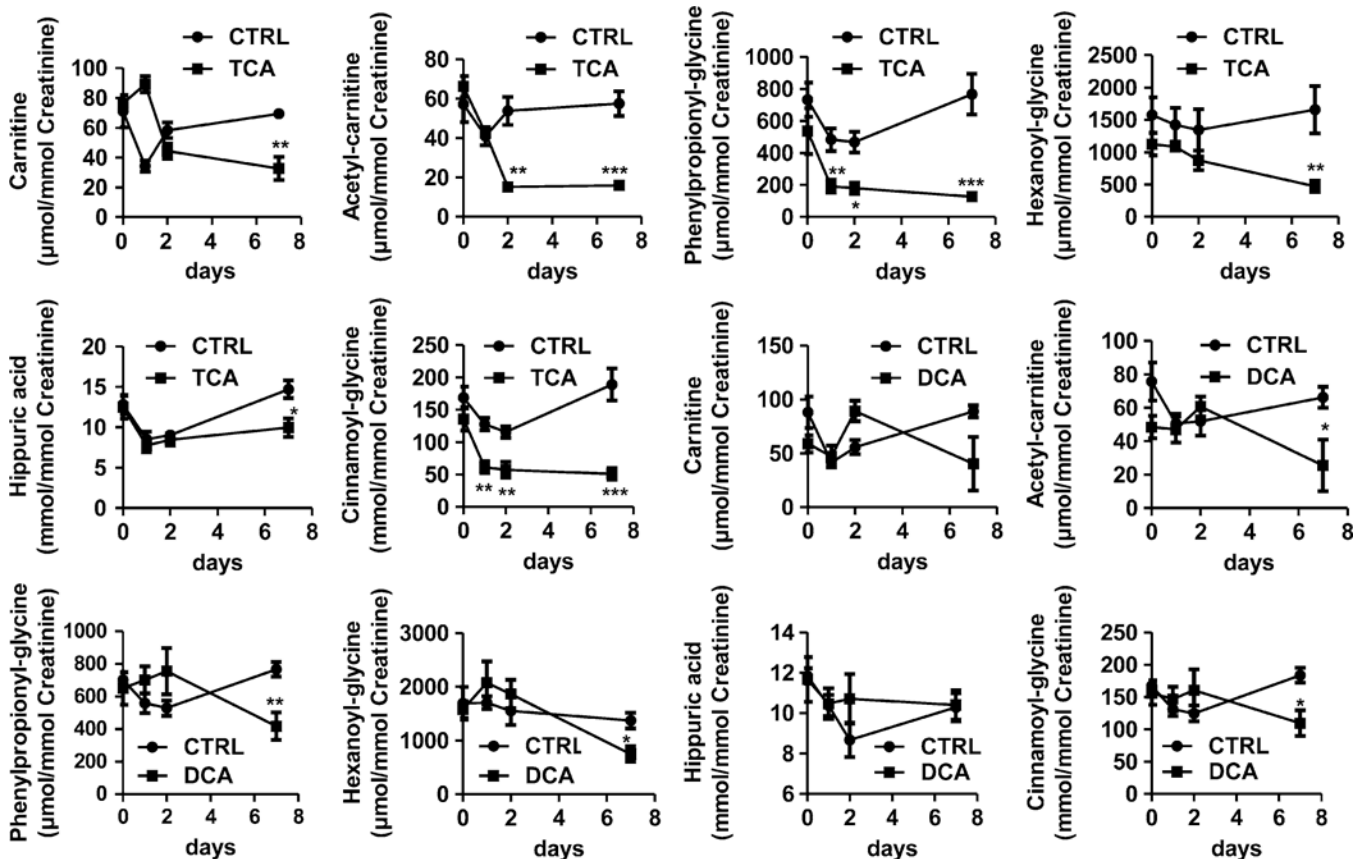 Carnitine
(µmol/mmol Creatinine)
CTRL
TCA
100
80
60
40
20
0
**
0 2 4 6 8
days
Acetyl-carnitine
(µmol/mmol Creatinine)
CTRL
TCA
80
60
40
20
0
** ***
0 2 4 6 8
days
Phenylpropionyl-glycine
(µmol/mmol Creatinine)
CTRL
TCA
1000
800
600
400
200
0
** ***
*
0 2 4 6 8
days
Hexanoyl-glycine
(µmol/mmol Creatinine)
CTRL
TCA
2500
2000
1500
1000
500
0
**
0 2 4 6 8
days
Hippuric acid
(mmol/mmol Creatinine)
CTRL
TCA
20
15
10
5
0
*
0 2 4 6 8
days
Cinnamoyl-glycine
(mmol/mmol Creatinine)
CTRL
TCA
250
200
150
100
50
0
** ** ***
0 2 4 6 8
days
Carnitine
(µmol/mmol Creatinine)
CTRL
DCA
150
100
50
0
0 2 4 6 8
days
Acetyl-carnitine
(µmol/mmol Creatinine)
CTRL
DCA
100
80
60
40
20
0
*
0 2 4 6 8
days
Phenylpropionyl-glycine
(µmol/mmol Creatinine)
1000
800
600
400
200
0
**
CTRL
DCA
0 2 4 6 8
days
Hexanoyl-glycine
(µmol/mmol Creatinine)
3000
2000
1000
0
*
CTRL
DCA
0 2 4 6 8
days
Hippuric acid
(mmol/mmol Creatinine)
14
12
10
8
6
CTRL
DCA
0 2 4 6 8
days
Cinnamoyl-glycine
(mmol/mmol Creatinine)
250
200
150
100
50
0
*
CTRL
DCA
0 2 4 6 8
days